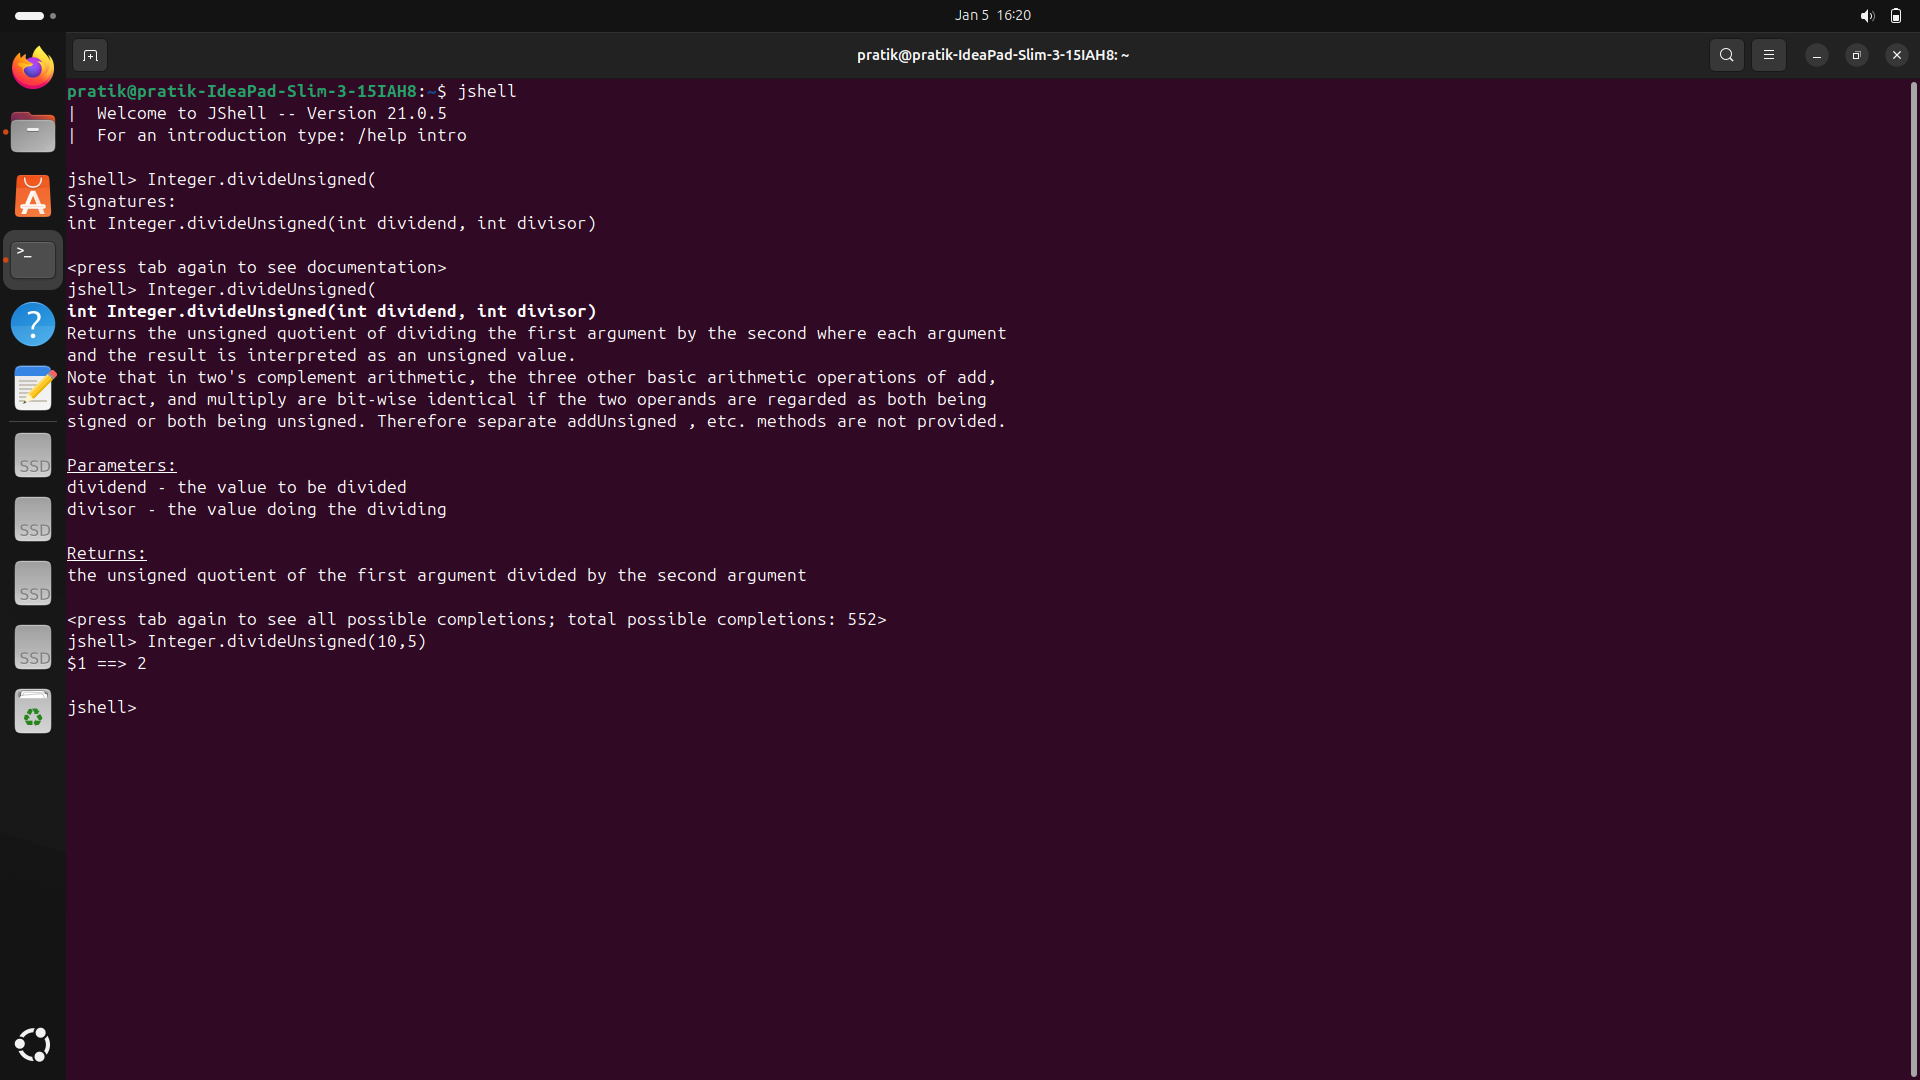 Jan 5 16:20
pratik@pratik-IdeaPad-Slim-3-15IAH8: ~
pratik@pratik-IdeaPad-Slim-3-15IAH8:~$ jshell
|  Welcome to JShell -- Version 21.0.5
|  For an introduction type: /help intro
jshell> Integer.divideUnsigned(
Signatures:
int Integer.divideUnsigned(int dividend, int divisor)
<press tab again to see documentation>
jshell> Integer.divideUnsigned(
int Integer.divideUnsigned(int dividend, int divisor)
Returns the unsigned quotient of dividing the first argument by the second where each argument
and the result is interpreted as an unsigned value.
Note that in two's complement arithmetic, the three other basic arithmetic operations of add,
subtract, and multiply are bit-wise identical if the two operands are regarded as both being
signed or both being unsigned. Therefore separate addUnsigned , etc. methods are not provided.
Parameters:
dividend - the value to be divided
divisor - the value doing the dividing
Returns:
the unsigned quotient of the first argument divided by the second argument
<press tab again to see all possible completions; total possible completions: 552>
jshell> Integer.divideUnsigned(10,5)
$1 ==> 2
jshell>
SSD
SSD
SSD
SSD